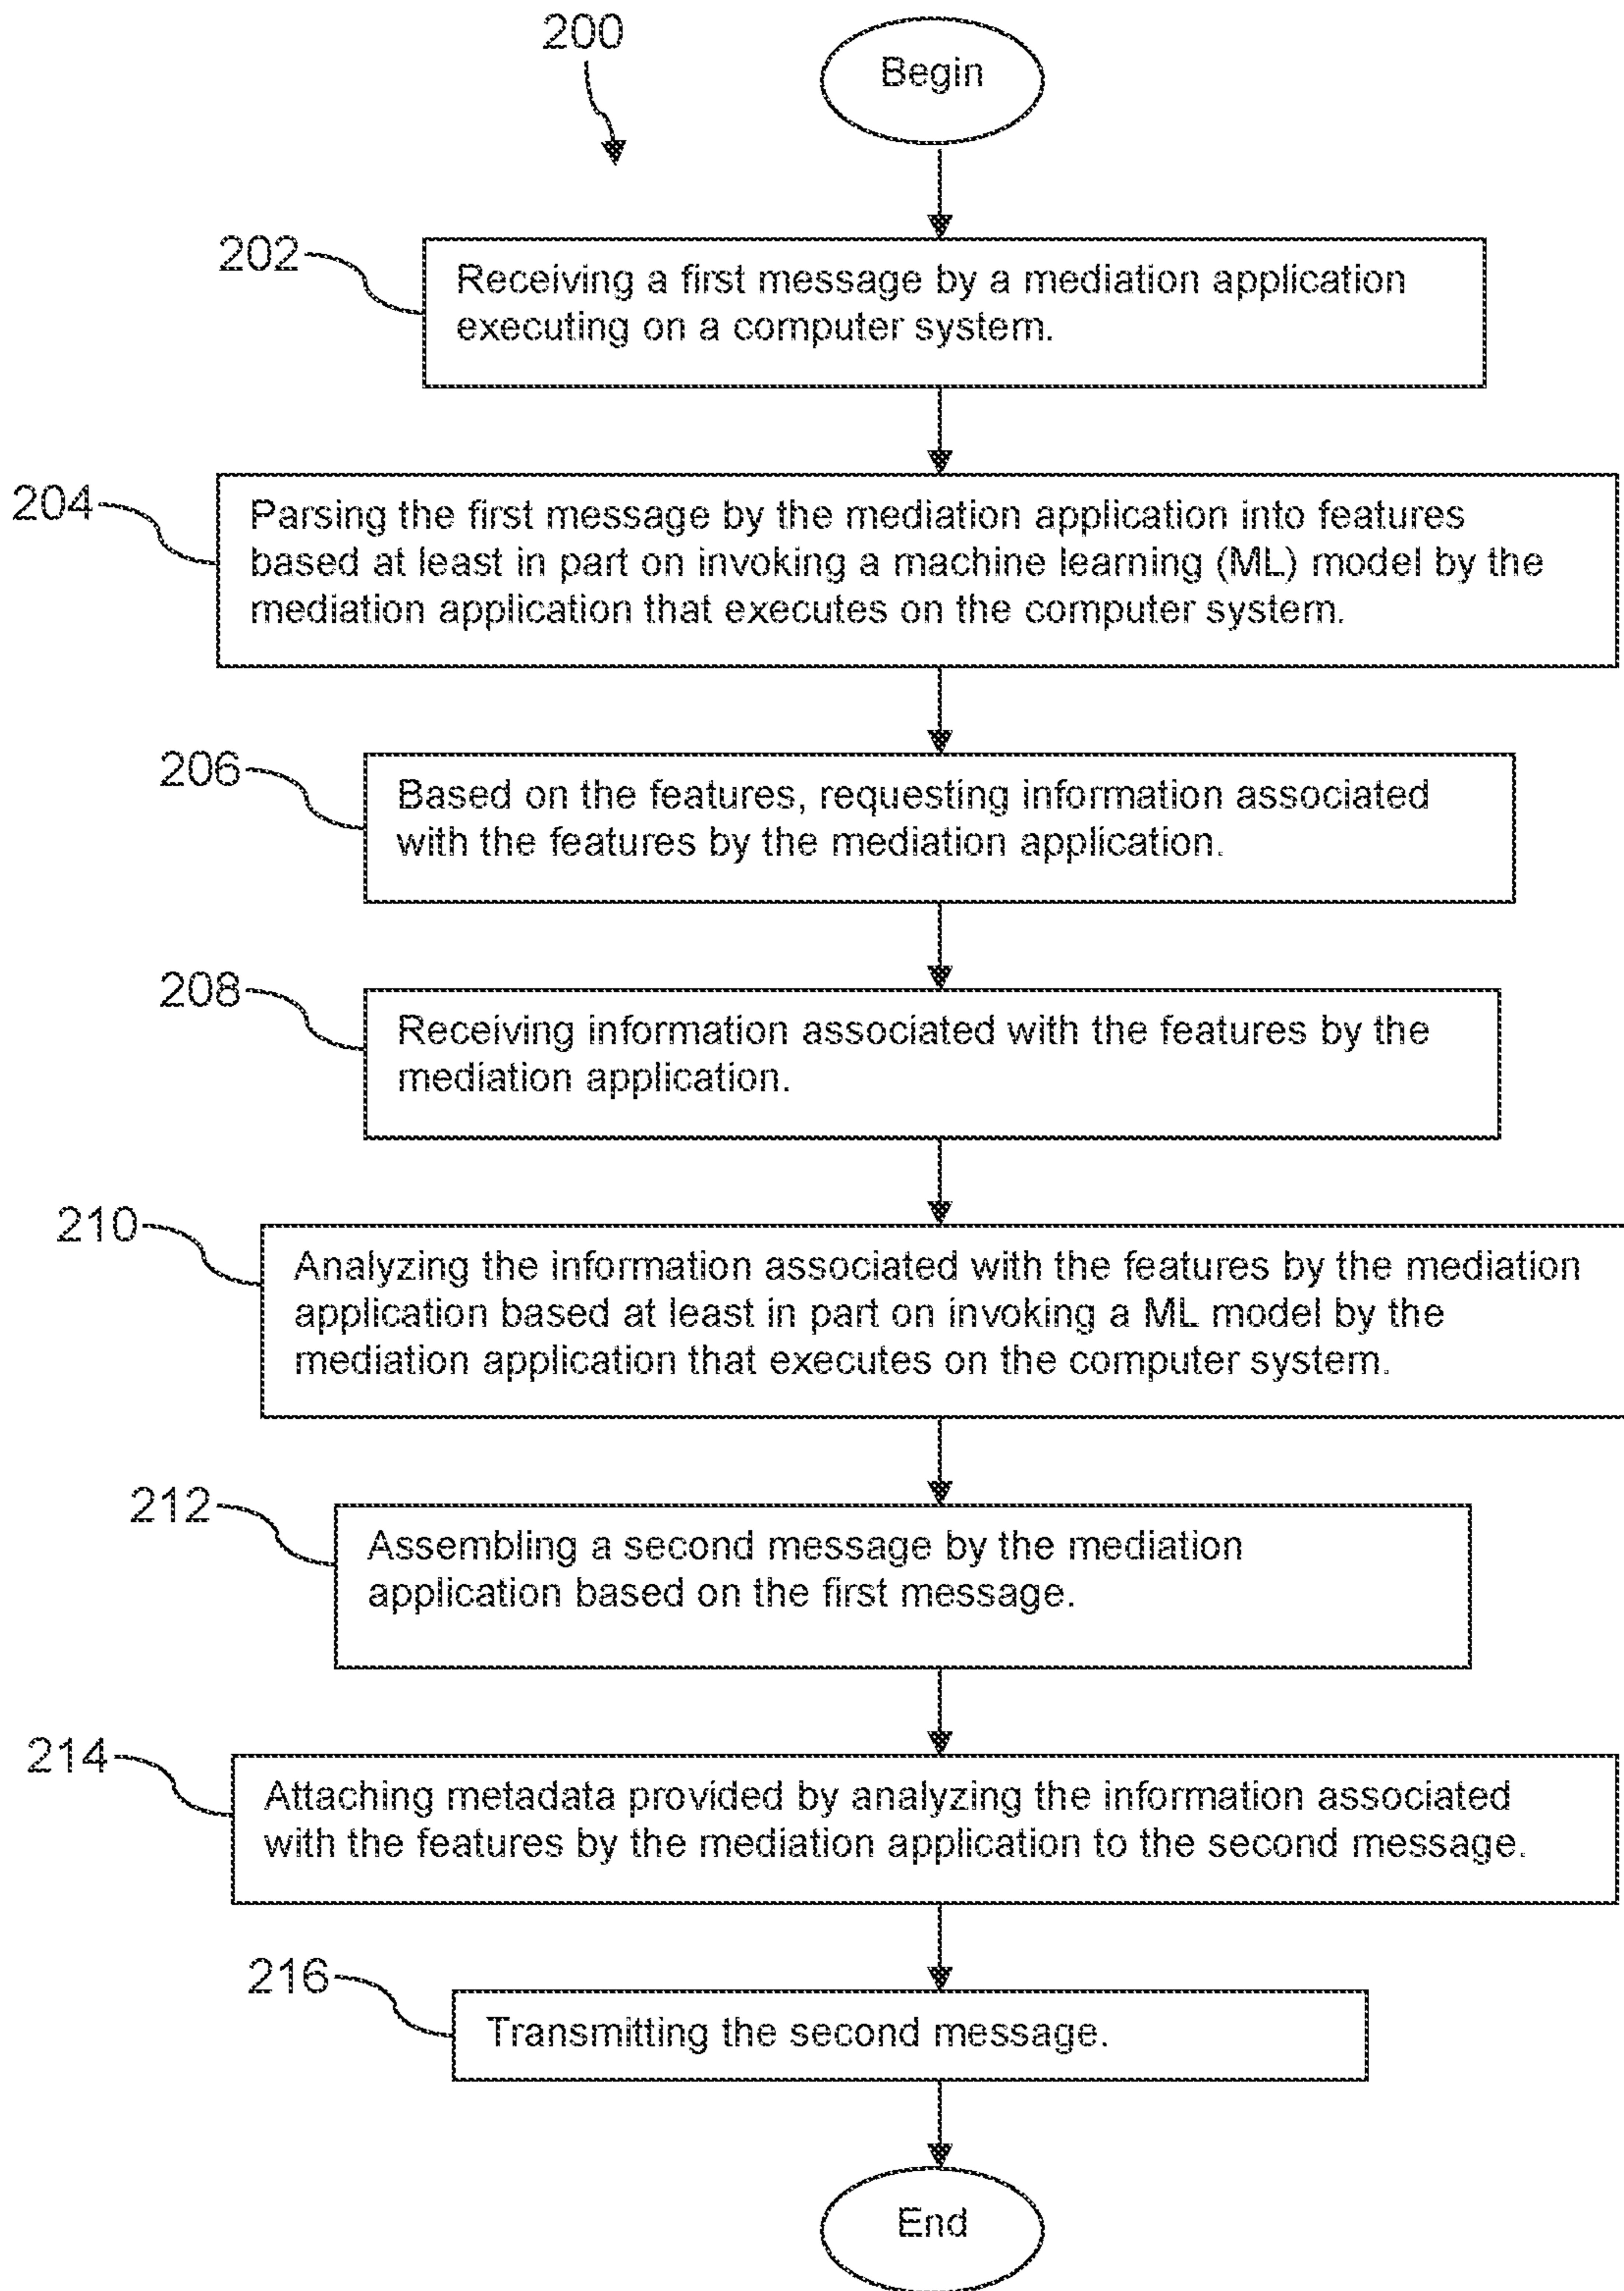 200
Begin
202
Receiving a first message by a mediation application
executing on a computer system.
204
Parsing the first message by the mediation application into features
based at least in part on invoking a machine learning (ML) model by the
mediation application that executes on the computer system.
206
Based on the features, requesting information associated
with the features by the mediation application.
208
Receiving information associated with the features by the
mediation application.
210
Analyzing the information associated with the features by the mediation
application based at least in part on invoking a ML model by the
mediation application that executes on the computer system.
212
Assembling a second message by the mediation
application based on the first message.
214
Attaching metadata provided by analyzing the information associated
with the features by the mediation application to the second message.
216
Transmitting the second message.
End